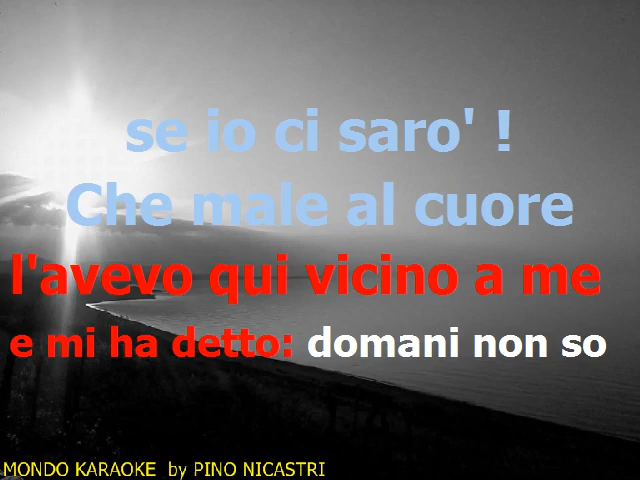 se io ci saro' !
Che male al cuore
l'avevo qui vicino a me
e mi ha detto: domani non so
MONDO KARAOKE by PINO NICASTRI